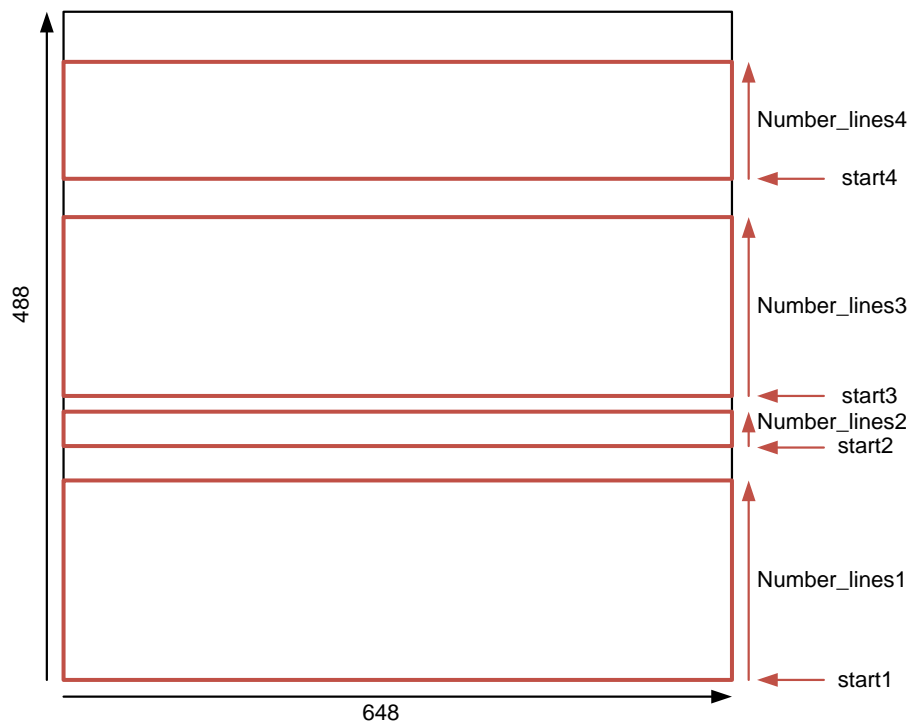 Number_lines4
start4
488
Number_lines3
start3
Number_lines2
start2
Number_lines1
start1
648